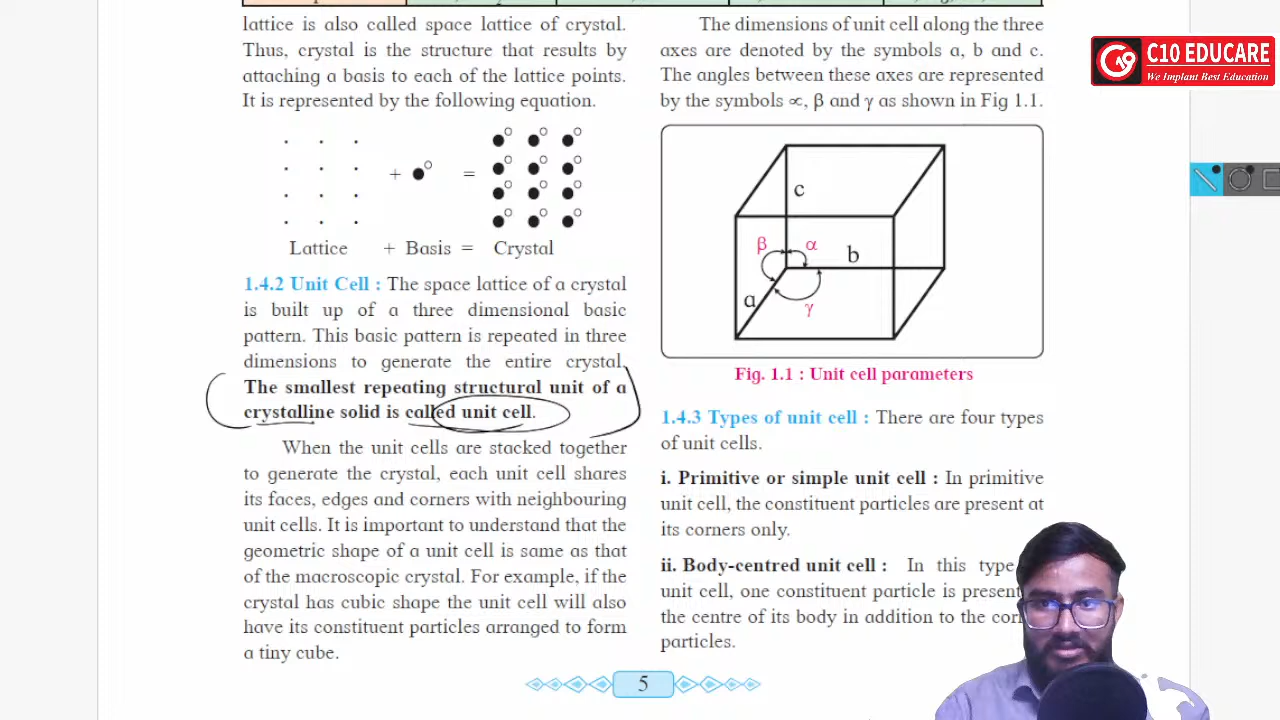 lattice is also called space lattice of crystal.
Thus, crystal is the structure that results by
attaching a basis to each of the lattice points.
It is represented by the following equation.
+ =
Lattice + Basis = Crystal
1.4.2 Unit Cell : The space lattice of a crystal
is built up of a three dimensional basic
pattern. This basic pattern is repeated in three
dimensions to generate the entire crystal.
The smallest repeating structural unit of a
crystalline solid is called unit cell.
When the unit cells are stacked together
to generate the crystal, each unit cell shares
its faces, edges and corners with neighbouring
unit cells. It is important to understand that the
geometric shape of a unit cell is same as that
of the macroscopic crystal. For example, if the
crystal has cubic shape the unit cell will also
have its constituent particles arranged to form
a tiny cube.
The dimensions of unit cell along the three
axes are denoted by the symbols a, b and c.
The angles between these axes are represented
by the symbols ∝, β and γ as shown in Fig 1.1.
c
β α
b
a
γ
Fig. 1.1 : Unit cell parameters
1.4.3 Types of unit cell : There are four types
of unit cells.
i. Primitive or simple unit cell : In primitive
unit cell, the constituent particles are present at
its corners only.
ii. Body-centred unit cell : In this type
unit cell, one constituent particle is present
the centre of its body in addition to the
particles.
5
C10 EDUCARE
We Implant Best Education